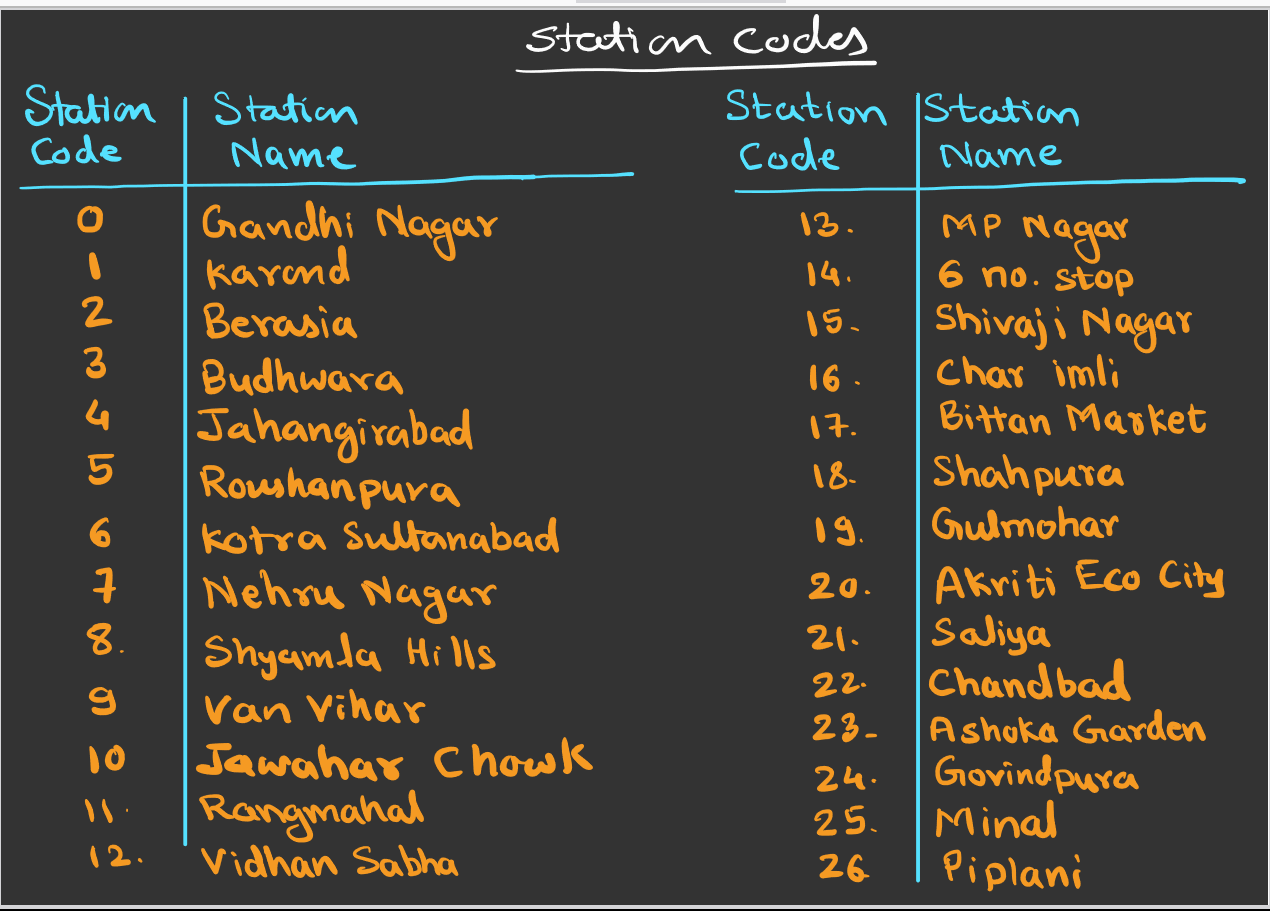 Station Codes
Station Code | Station Name
0 Gandhi Nagar
1 Karond
2 Berasia
3 Budhwara
4 Jahangirabad
5 Roushanpura
6 Kotra Sultanabad
7 Nehru Nagar
8. Shyamla Hills
9 Van Vihar
10 Jawahar Chowk
11. Rangmahal
12. Vidhan Sabha
Station Code | Station Name
13. MP Nagar
14. 6 no. stop
15. Shivaji Nagar
16. Char imli
17. Bittan Market
18. Shahpura
19. Gulmohar
20. Akriti Eco City
21. Saliya
22. Chandbad
23. Ashoka Garden
24. Govindpura
25. Minal
26 Piplani